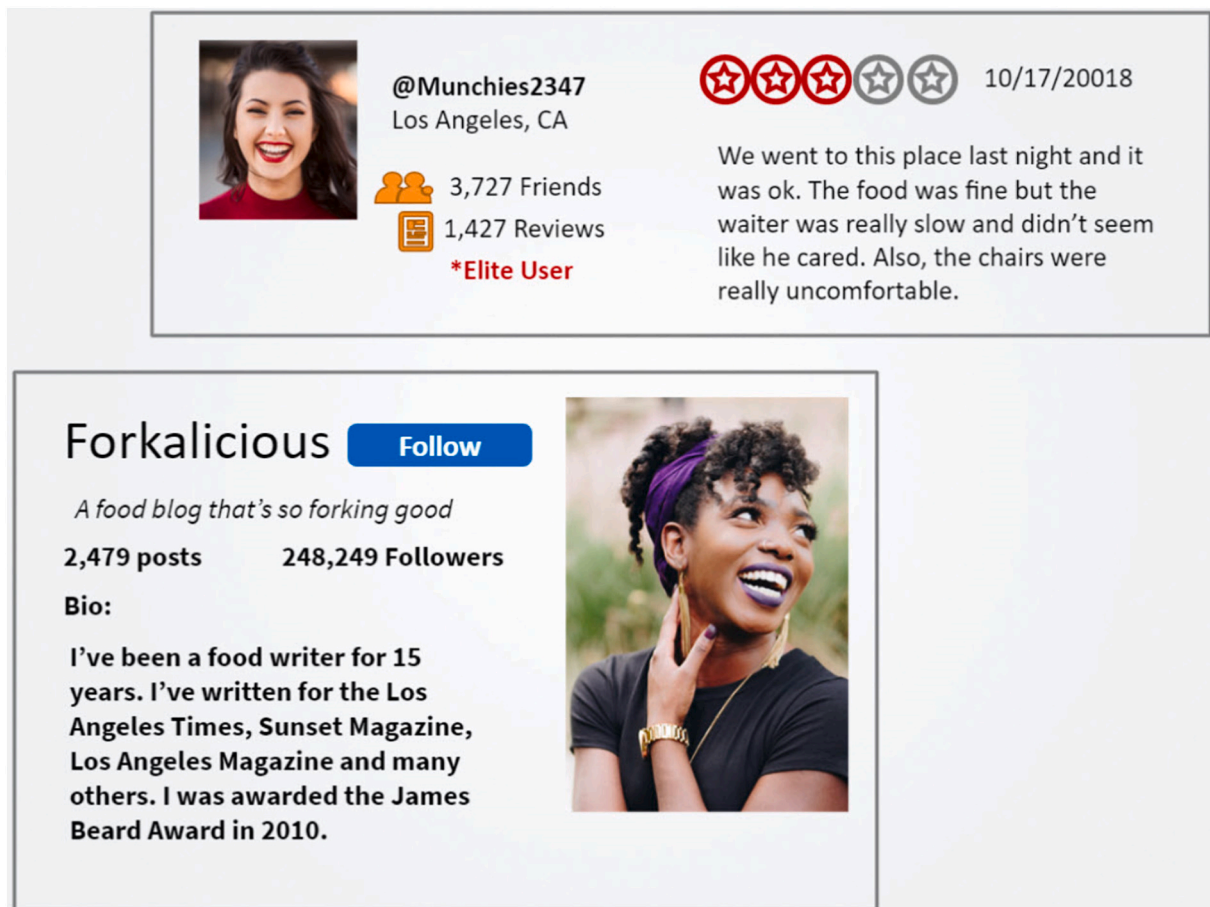 @Munchies2347
Los Angeles, CA
3,727 Friends
1,427 Reviews
*Elite User
10/17/20018
We went to this place last night and it
was ok. The food was fine but the
waiter was really slow and didn’t seem
like he cared. Also, the chairs were
really uncomfortable.
Forkalicious
Follow
A food blog that’s so forking good
2,479 posts 248,249 Followers
Bio:
I’ve been a food writer for 15
years. I’ve written for the Los
Angeles Times, Sunset Magazine,
Los Angeles Magazine and many
others. I was awarded the James
Beard Award in 2010.